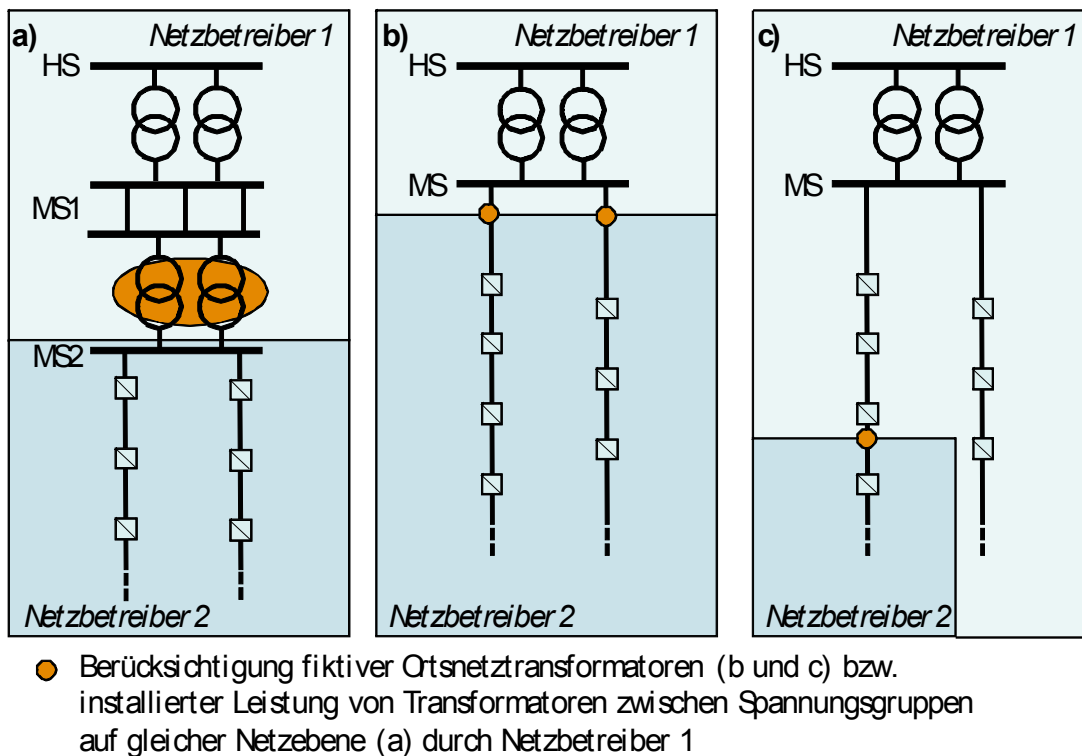 a)
Netzbetreiber 1
HS
MS1
MS2
Netzbetreiber 2
b)
Netzbetreiber 1
HS
MS
Netzbetreiber 2
c)
Netzbetreiber 1
HS
MS
Netzbetreiber 2
Berücksichtigung fiktiver Ortsnetztransformatoren (b und c) bzw.
installierter Leistung von Transformatoren zwischen Spannungsgruppen
auf gleicher Netzebene (a) durch Netzbetreiber 1